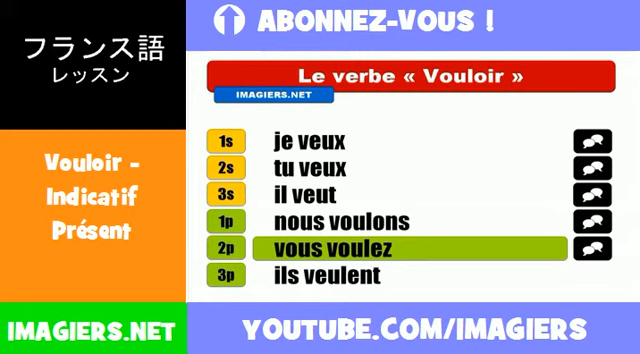 フランス語
レッスン
Vouloir -
Indicatif
Présent
IMAGIERS.NET
ABONNEZ-VOUS !
Le verbe « Vouloir »
IMAGIERS.NET
1s je veux
2s tu veux
3s il veut
1p nous voulons
2p vous voulez
3p ils veulent
YOUTUBE.COM/IMAGIERS